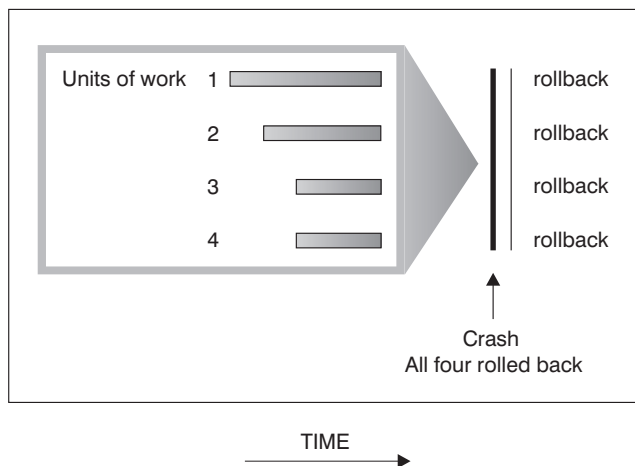 Units of work 1 rollback
2 rollback
3 rollback
4 rollback
Crash
All four rolled back
TIME